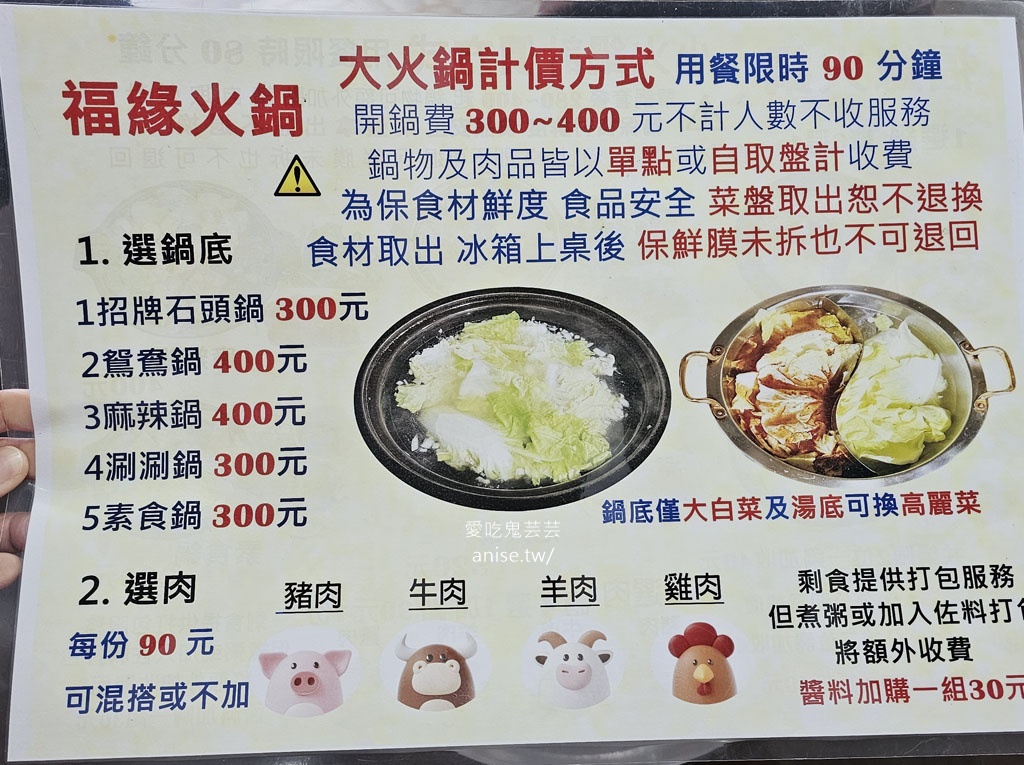 福緣火鍋
大火鍋計價方式 用餐限時 90 分鐘
開鍋費 300~400 元不計人數不收服務
鍋物及肉品皆以單點或自取盤計收費
為保食材鮮度 食品安全 菜盤取出恕不退換
食材取出 冰箱上桌後 保鮮膜未拆也不可退回
1. 選鍋底
1招牌石頭鍋 300元
2鴛鴦鍋 400元
3麻辣鍋 400元
4涮涮鍋 300元
5素食鍋 300元
鍋底僅大白菜及湯底可換高麗菜
愛吃鬼芸芸
anise.tw/
2. 選肉
每份 90 元
可混搭或不加
豬肉 牛肉 羊肉 雞肉
剩食提供打包服務
但煮粥或加入佐料打包
將額外收費
醬料加購一組30元